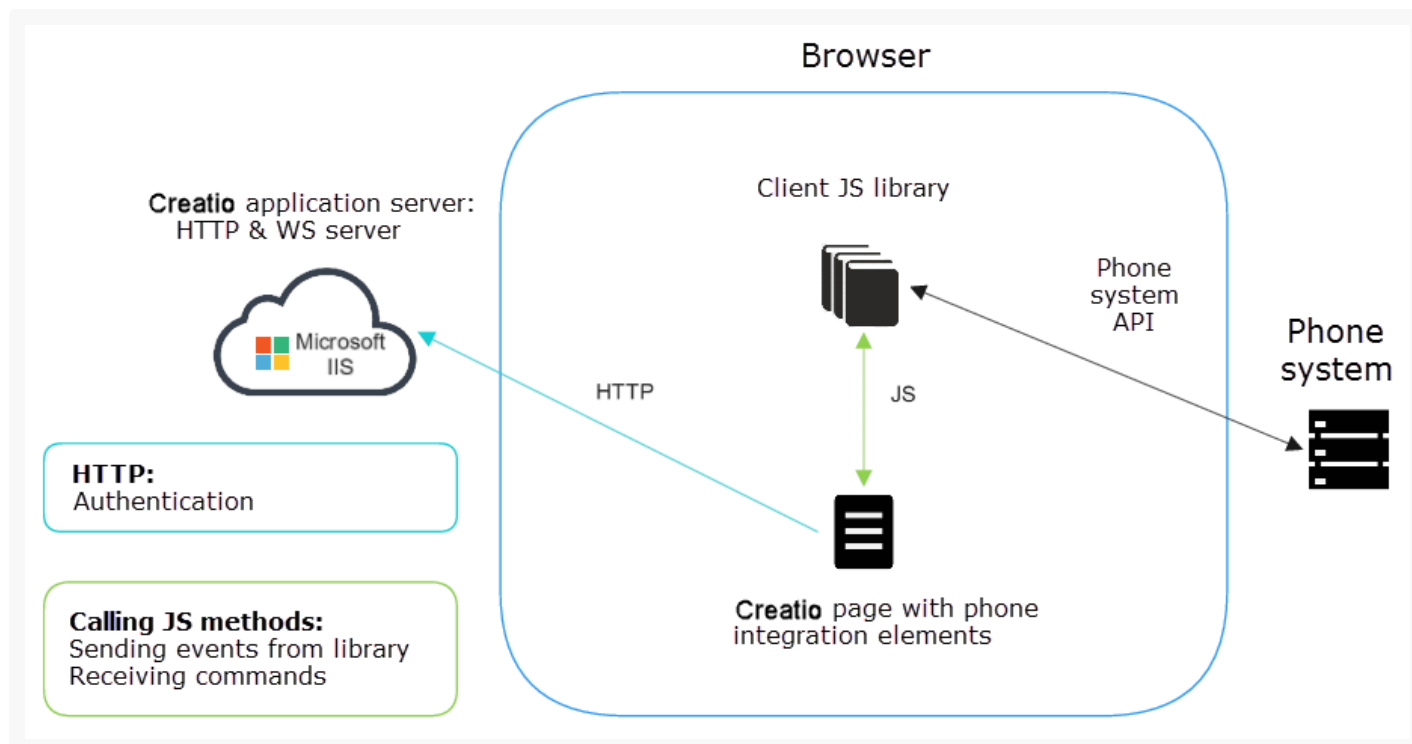 Browser
Client JS library
Creatio application server:
HTTP & WS server
Phone
system
API
Phone
system
Microsoft
IIS
HTTP
JS
HTTP:
Authentication
Creatio page with phone
integration elements
Calling JS methods:
Sending events from library
Receiving commands